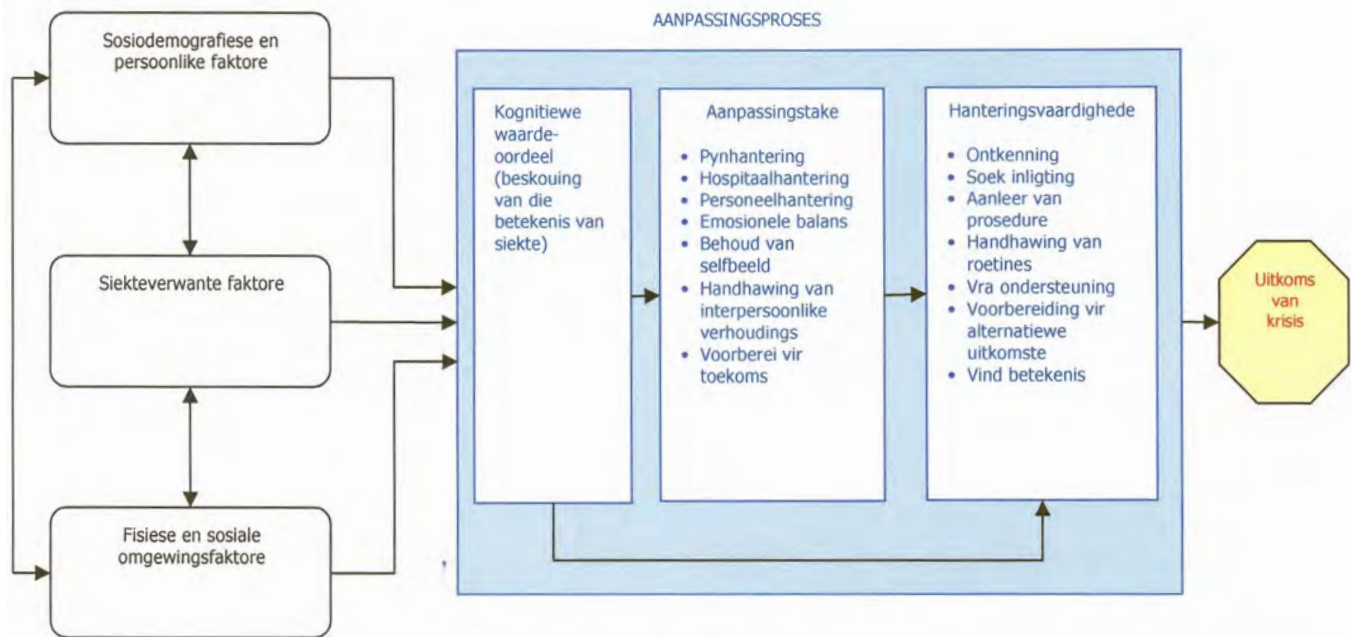 AANPASSINGSPROSES
Sosiodemografiese en
persoonlike faktore
Siekteverwante faktore
Fisiese en sosiale
omgewingsfaktore
Kognitiewe
waarde-
oordeel
(beskouing
van die
betekenis van
siekte)
Aanpassingstake
• Pynhantering
• Hospitaalhantering
• Personeelhantering
• Emosionele balans
• Behoud van
selfbeeld
• Handhawing van
interpersoonlike
verhoudings
• Voorberei vir
toekoms
Hanteringsvaardighede
• Ontkenning
• Soek inligting
• Aanleer van
prosedure
• Handhawing van
roetines
• Vra ondersteuning
• Voorbereiding vir
alternatiewe
uitkomste
• Vind betekenis
Uitkoms
van
krisis